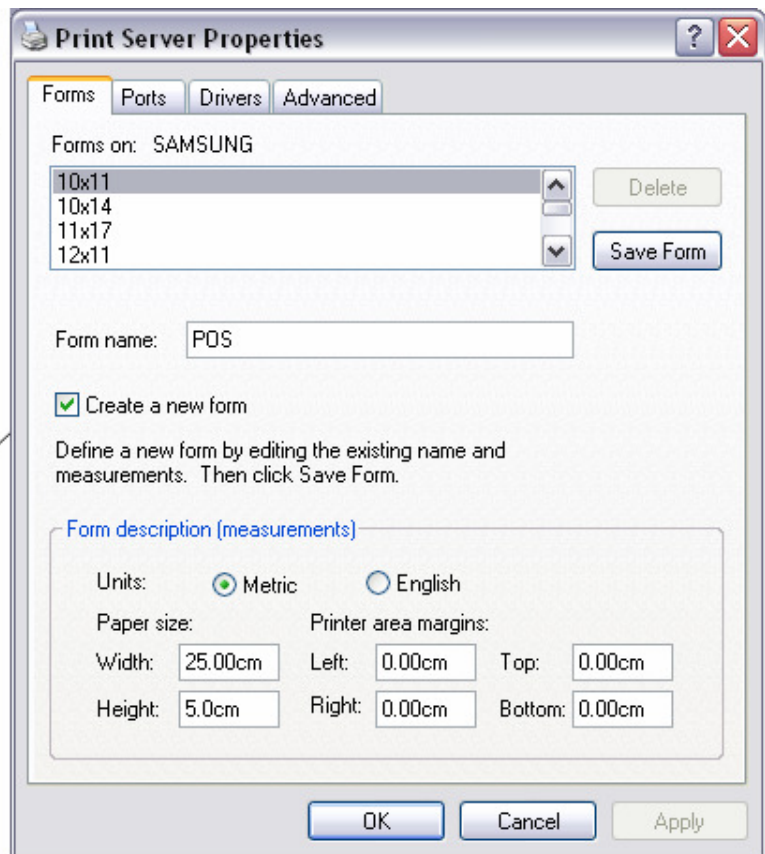 Print Server Properties
Forms Ports Drivers Advanced
Forms on: SAMSUNG
10x11
10x14
11x17
12x11
Delete
Save Form
Form name: POS
Create a new form
Define a new form by editing the existing name and
measurements. Then click Save Form.
Form description (measurements)
Units: Metric English
Paper size: Printer area margins:
Width: 25.00cm Left: 0.00cm Top: 0.00cm
Height: 5.0cm Right: 0.00cm Bottom: 0.00cm
OK Cancel Apply